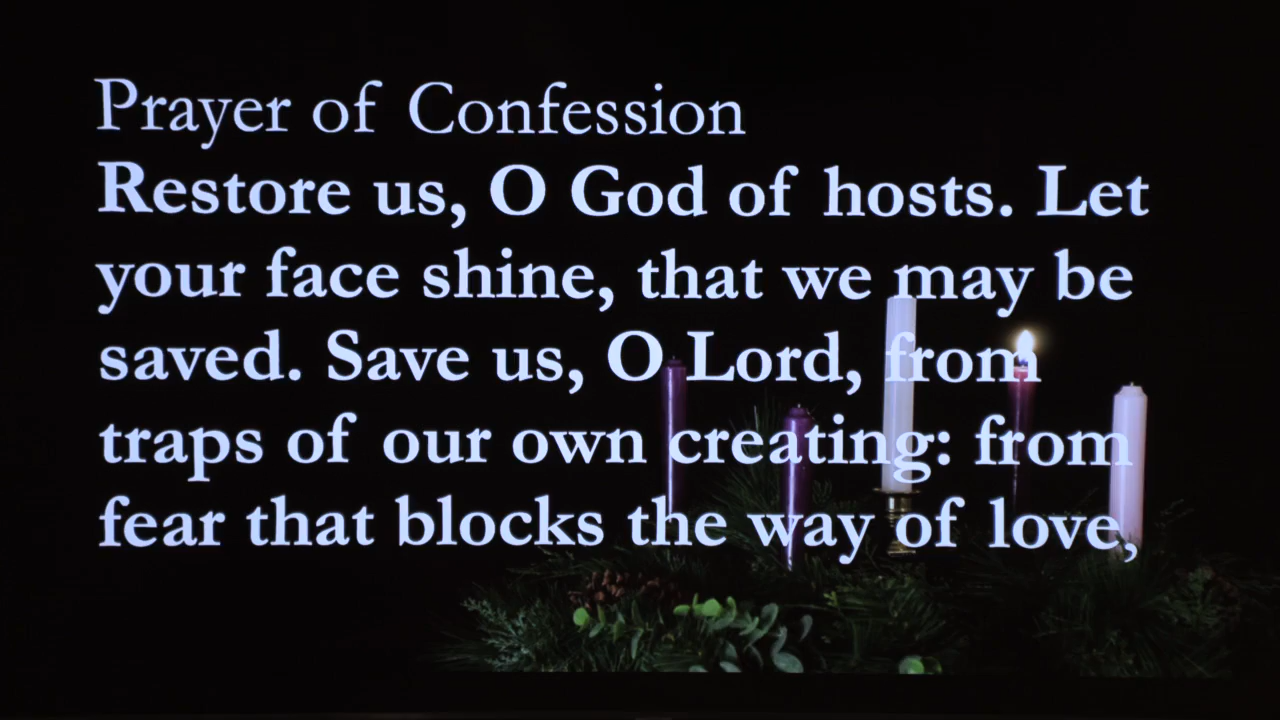 Prayer of Confession
Restore us, O God of hosts. Let
your face shine, that we may be
saved. Save us, O Lord, from
traps of our own creating: from
fear that blocks the way of love,